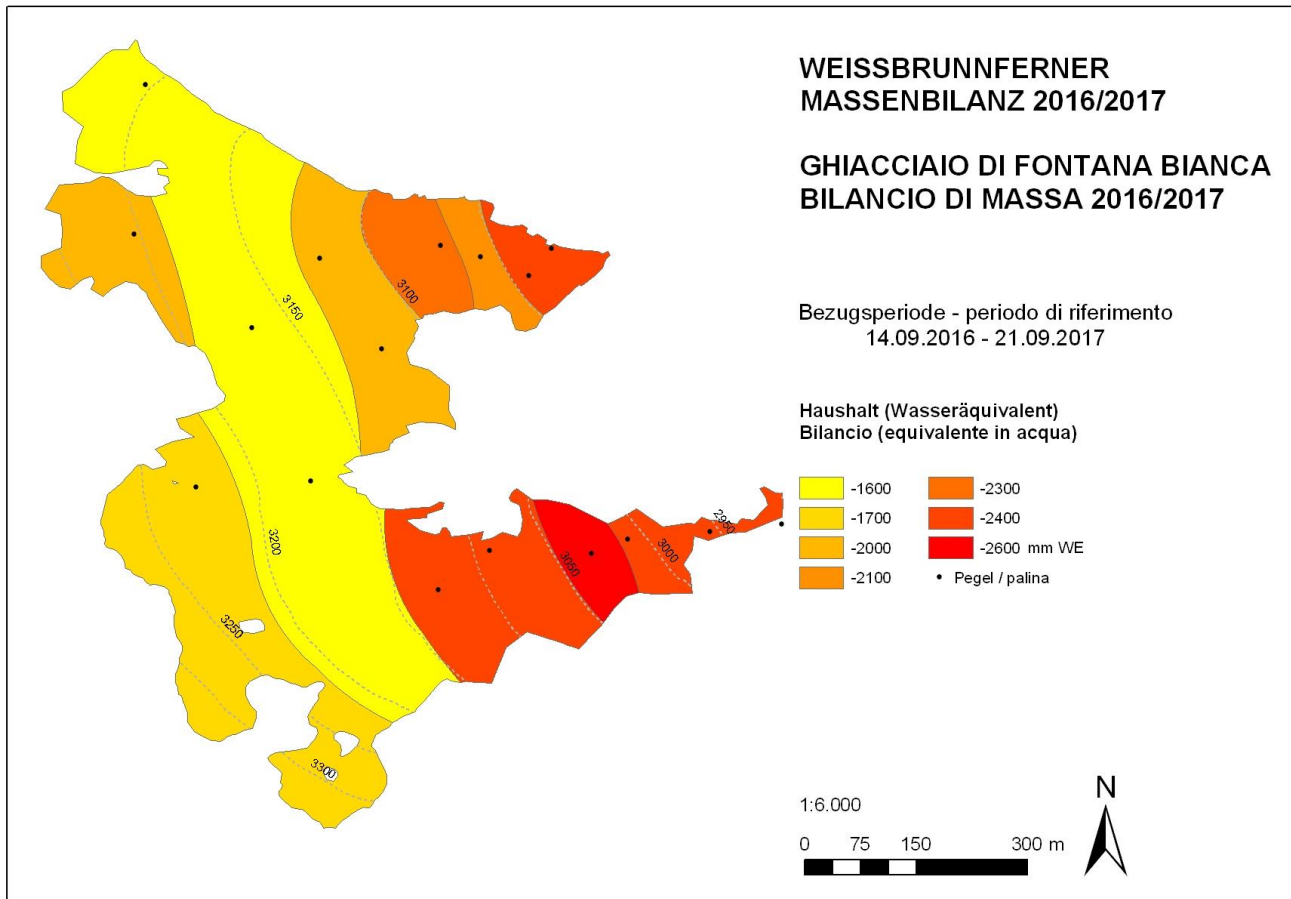 WEISSBRUNNFERNER
MASSENBILANZ 2016/2017
GHIACCIAIO DI FONTANA BIANCA
BILANCIO DI MASSA 2016/2017
Bezugsperiode - periodo di riferimento
14.09.2016 - 21.09.2017
Haushalt (Wasseräquivalent)
Bilancio (equivalente in acqua)
-1600
-1700
-2000
-2100
-2300
-2400
-2600 mm WE
Pegel / palina
3150
3100
3200
3050
3000
2950
3250
3300
1:6.000
0 75 150 300 m
N